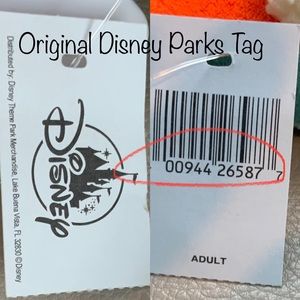 Original Disney Parks Tag
Distributed by: Disney Theme Park Merchandise, Lake Buena Vista, FL 32830 © Disney
Disney
00944 26587 7
ADULT